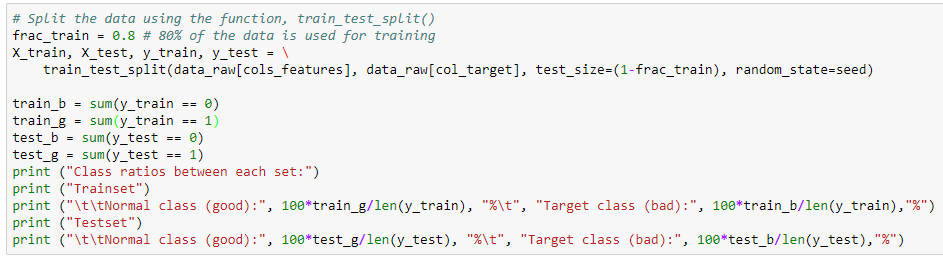 # Split the data using the function, train_test_split()
frac_train = 0.8 # 80% of the data is used for training
X_train, X_test, y_train, y_test = \
    train_test_split(data_raw[cols_features], data_raw[col_target], test_size=(1-frac_train), random_state=seed)

train_b = sum(y_train == 0)
train_g = sum(y_train == 1)
test_b = sum(y_test == 0)
test_g = sum(y_test == 1)
print ("Class ratios between each set:")
print ("Trainset")
print ("\t\tNormal class (good):", 100*train_g/len(y_train), "%\t", "Target class (bad):", 100*train_b/len(y_train),"%")
print ("Testset")
print ("\t\tNormal class (good):", 100*test_g/len(y_test), "%\t", "Target class (bad):", 100*test_b/len(y_test),"%")